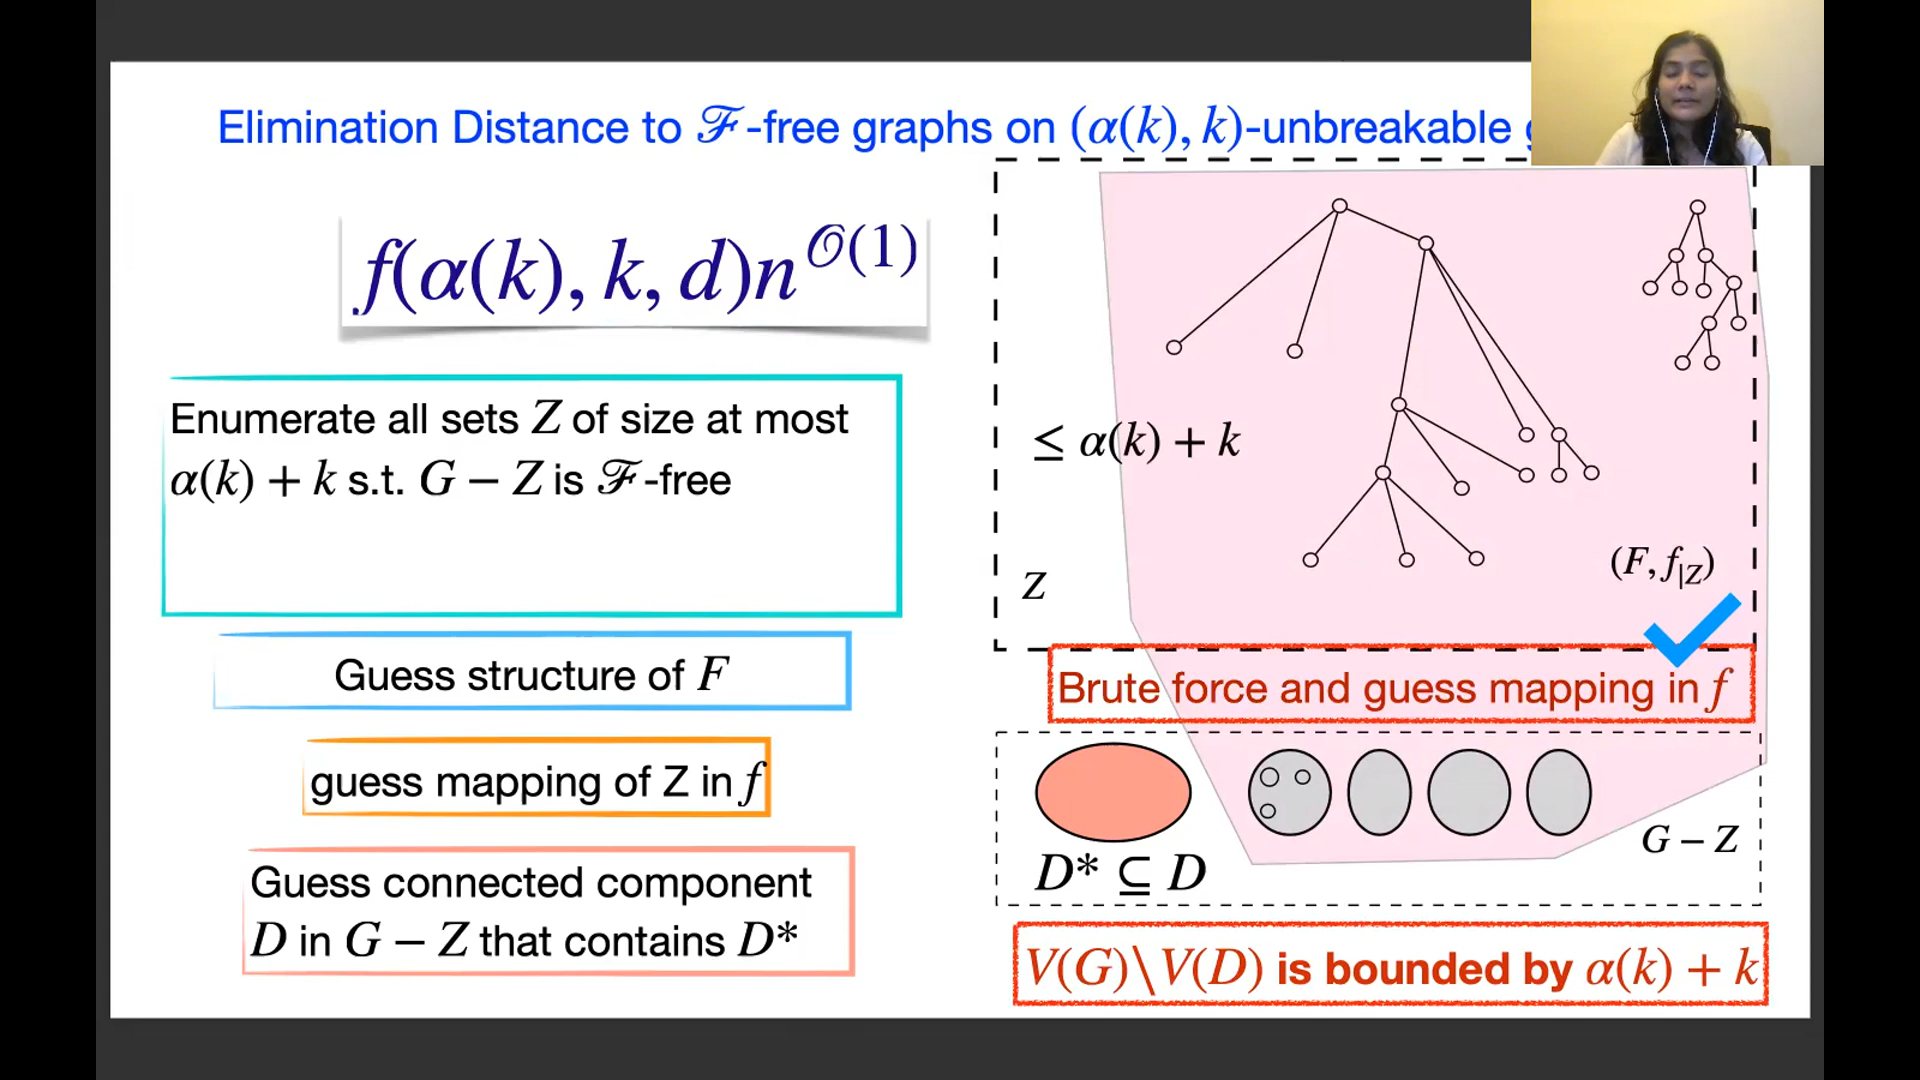 Elimination Distance to ℱ-free graphs on (α(k), k)-unbreakable
f(α(k), k, d)n^𝒪(1)
Enumerate all sets Z of size at most
α(k) + k s.t. G − Z is ℱ-free
Guess structure of F
guess mapping of Z in f
Guess connected component
D in G − Z that contains D*
≤ α(k) + k
Z
(F, f_|Z)
Brute force and guess mapping in f
D* ⊆ D
G − Z
V(G)\V(D) is bounded by α(k) + k